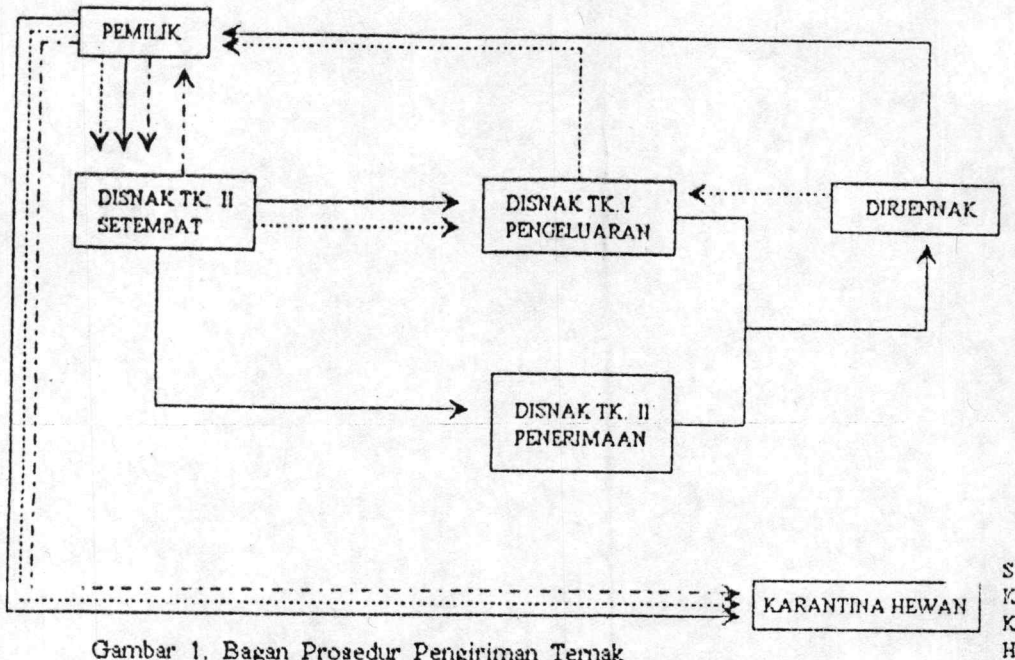 PEMILIK
DISNAK TK. II
SETEMPAT
DISNAK TK. I
PENGELUARAN
DIRJENNAK
DISNAK TK. II
PENERIMAAN
KARANTINA HEWAN
S
K
K
H
Gambar 1. Bagan Prosedur Pengiriman Ternak